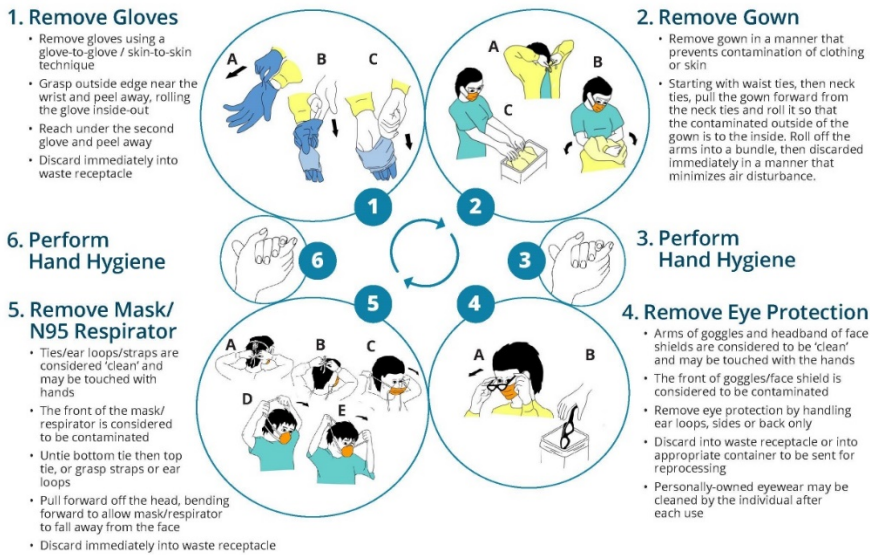 1. Remove Gloves
• Remove gloves using a
glove-to-glove / skin-to-skin
technique
• Grasp outside edge near the
wrist and peel away, rolling
the glove inside-out
• Reach under the second
glove and peel away
• Discard immediately into
waste receptacle
A
B
C
1
2. Remove Gown
• Remove gown in a manner that
prevents contamination of clothing
or skin
• Starting with waist ties, then neck
ties, pull the gown forward from
the neck ties and roll it so that
the contaminated outside of the
gown is to the inside. Roll off the
arms into a bundle, then discarded
immediately in a manner that
minimizes air disturbance.
A
B
C
2
3. Perform
Hand Hygiene
3
4. Remove Eye Protection
• Arms of goggles and headband of face
shields are considered to be ‘clean’
and may be touched with the hands
• The front of goggles/face shield is
considered to be contaminated
• Remove eye protection by handling
ear loops, sides or back only
• Discard into waste receptacle or into
appropriate container to be sent for
reprocessing
• Personally-owned eyewear may be
cleaned by the individual after
each use
A
B
4
5. Remove Mask/
N95 Respirator
• Ties/ear loops/straps are
considered ‘clean’ and
may be touched with
hands
• The front of the mask/
respirator is considered
to be contaminated
• Untie bottom tie then top
tie, or grasp straps or ear
loops
• Pull forward off the head, bending
forward to allow mask/respirator
to fall away from the face
• Discard immediately into waste receptacle
A
B
C
D
E
5
6. Perform
Hand Hygiene
6